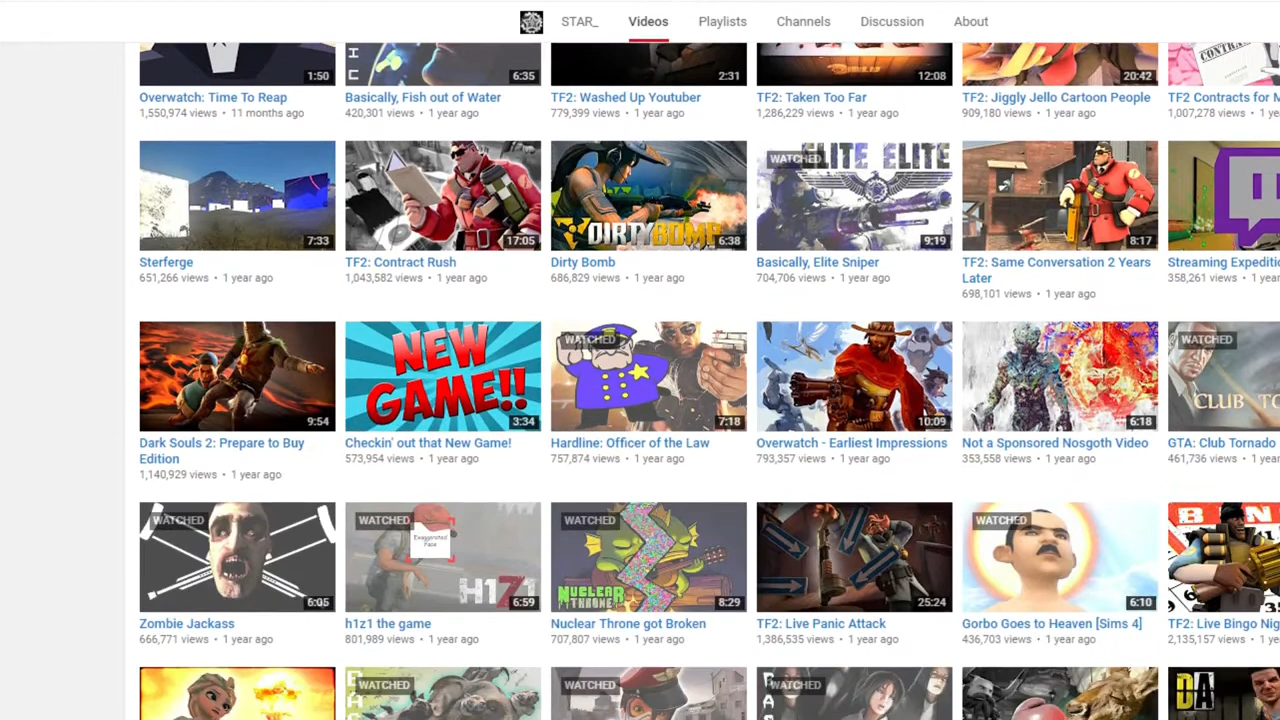 STAR_ Videos Playlists Channels Discussion About
1:50 6:35 2:31 12:08 20:42
Overwatch: Time To Reap Basically, Fish out of Water TF2: Washed Up Youtuber TF2: Taken Too Far TF2: Jiggly Jello Cartoon People TF2 Contracts for
1,550,974 views • 11 months ago 420,301 views • 1 year ago 779,399 views • 1 year ago 1,286,229 views • 1 year ago 909,180 views • 1 year ago 1,007,278 views • 1
WATCHED ELITE ELITE
DIRTY BOMB
7:33 17:05 6:38 9:19 8:17
Sterferge TF2: Contract Rush Dirty Bomb Basically, Elite Sniper TF2: Same Conversation 2 Years Later Streaming
651,266 views • 1 year ago 1,043,582 views • 1 year ago 686,829 views • 1 year ago 704,706 views • 1 year ago 698,101 views • 1 year ago 358,261 views • 1
NEW GAME!! WATCHED WATCHED
CLUB
9:54 3:34 7:18 10:09 6:18
Dark Souls 2: Prepare to Buy Edition Checkin' out that New Game! Hardline: Officer of the Law Overwatch - Earliest Impressions Not a Sponsored Nosgoth Video GTA: Club Tornado
1,140,929 views • 1 year ago 573,954 views • 1 year ago 757,874 views • 1 year ago 793,357 views • 1 year ago 353,558 views • 1 year ago 461,736 views • 1
WATCHED WATCHED WATCHED WATCHED
Exaggerated Face
H1Z1 NUCLEAR THRONE
6:05 6:59 8:29 25:24 6:10
Zombie Jackass h1z1 the game Nuclear Throne got Broken TF2: Live Panic Attack Gorbo Goes to Heaven [Sims 4] TF2: Live Bingo
666,771 views • 1 year ago 801,989 views • 1 year ago 707,807 views • 1 year ago 1,386,535 views • 1 year ago 436,703 views • 1 year ago 2,135,157 views • 1
WATCHED WATCHED WATCHED DA